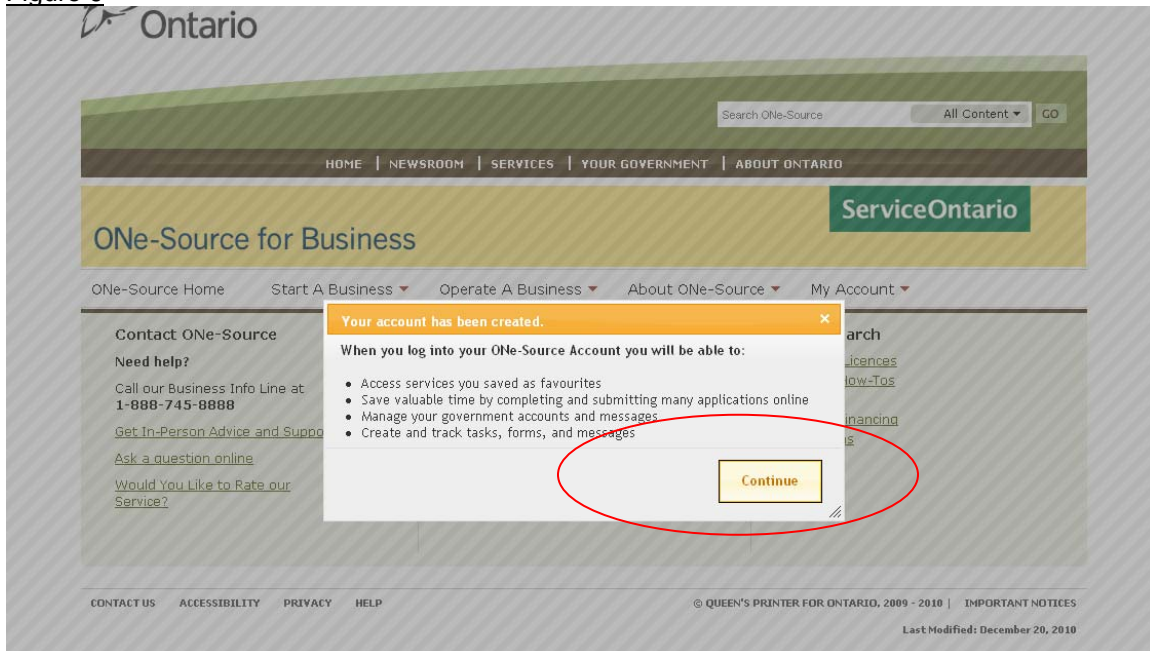 Ontario
Search ONe-Source All Content GO
HOME | NEWSROOM | SERVICES | YOUR GOVERNMENT | ABOUT ONTARIO
ServiceOntario
ONe-Source for Business
ONe-Source Home Start A Business Operate A Business About ONe-Source My Account
Contact ONe-Source
Need help?
Call our Business Info Line at
1-888-745-8888
Get In-Person Advice and Suppo
Ask a question online
Would You Like to Rate our
Service?
Your account has been created. ×
When you log into your ONe-Source Account you will be able to:
• Access services you saved as favourites
• Save valuable time by completing and submitting many applications online
• Manage your government accounts and messages
• Create and track tasks, forms, and messages
Continue
arch
Licences
How-Tos
inancing
s
CONTACT US ACCESSIBILITY PRIVACY HELP © QUEEN'S PRINTER FOR ONTARIO, 2009 - 2010 | IMPORTANT NOTICES
Last Modified: December 20, 2010